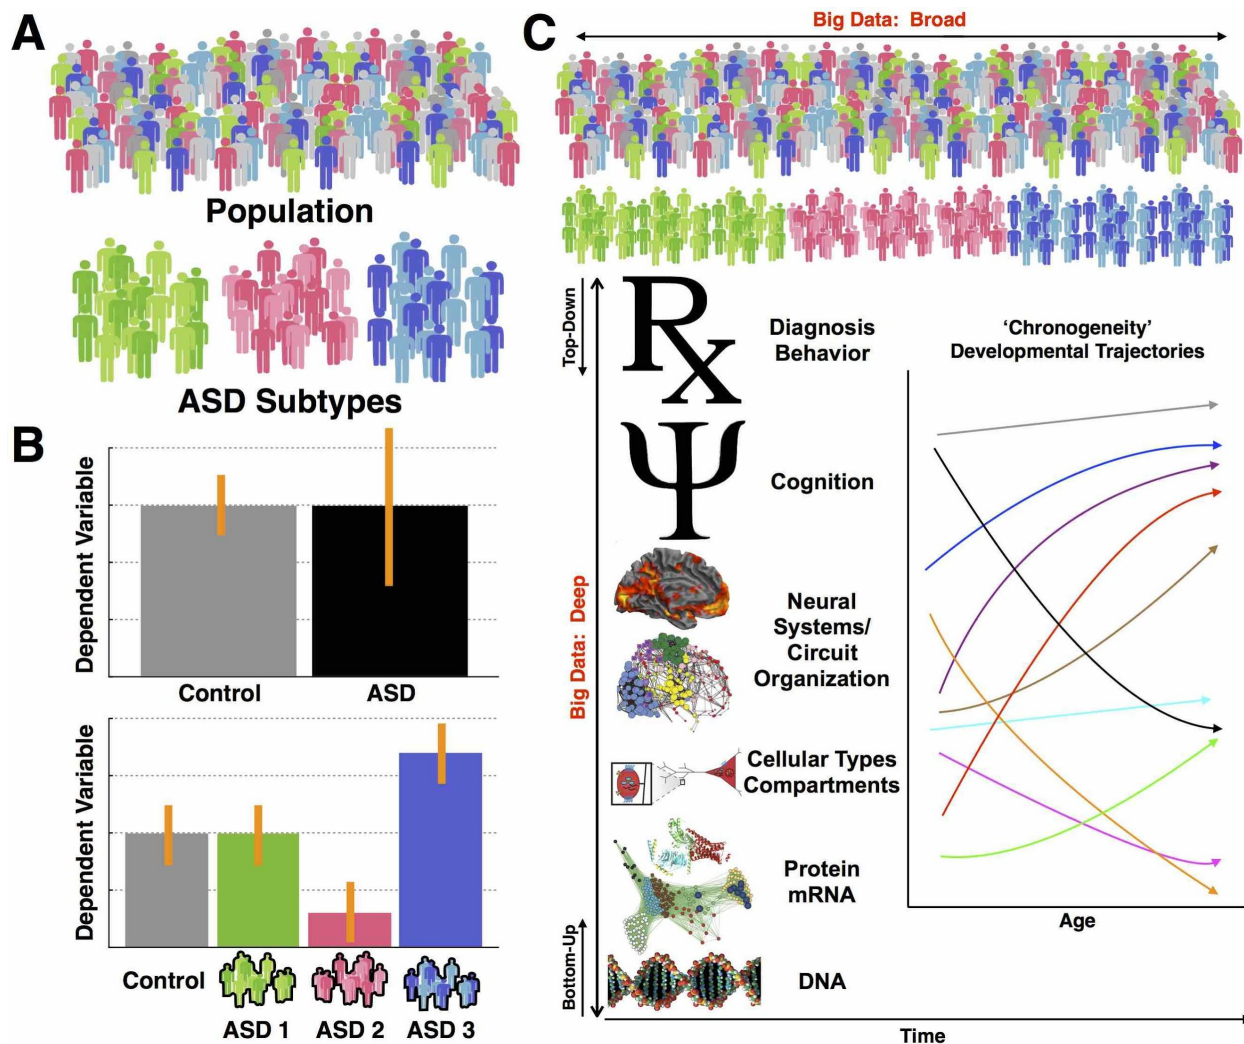 A
Population
ASD Subtypes
B
Dependent Variable
Control
ASD
Dependent Variable
Control
ASD 1
ASD 2
ASD 3
C
Big Data: Broad
Top-Down
Big Data: Deep
Bottom-Up
Rx
Diagnosis
Behavior
Ψ
Cognition
Neural
Systems/
Circuit
Organization
Cellular Types
Compartments
Protein
mRNA
DNA
'Chronogeneity'
Developmental Trajectories
Age
Time